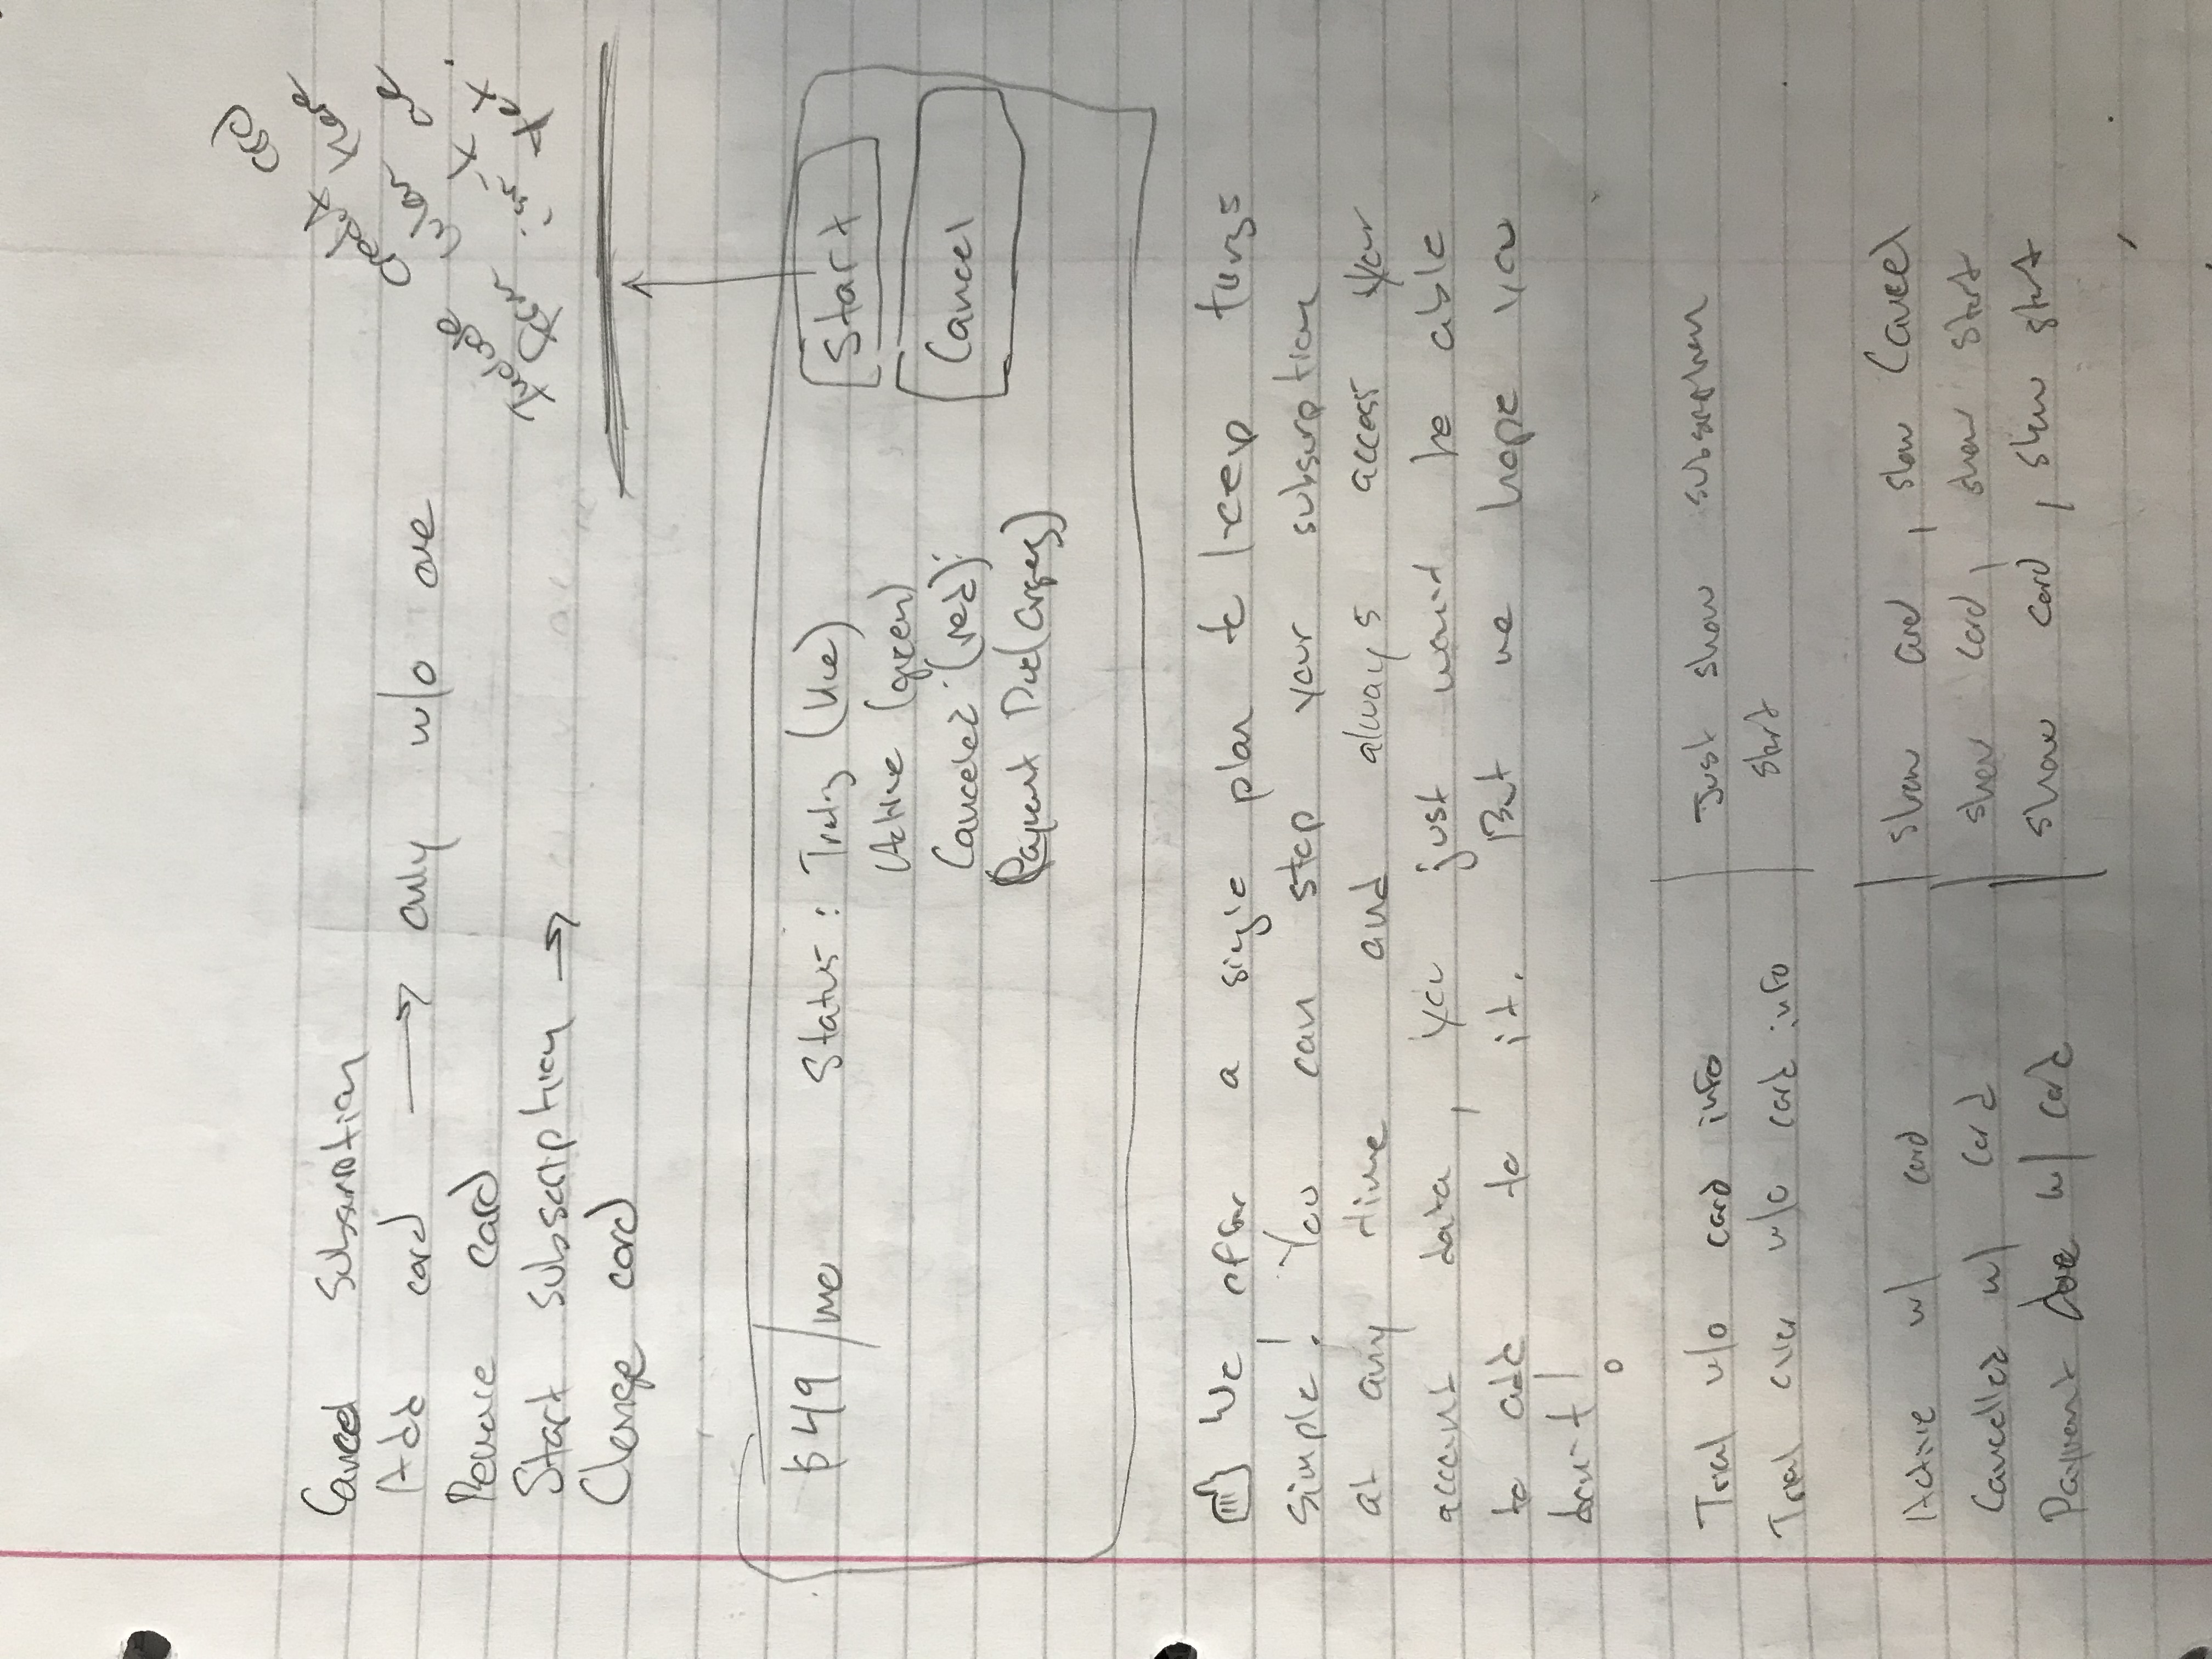 Cancel Subscription
Add card → only w/o one
Remove card
Start subscription →
Change card
Include credit card
form when there
isn't one
yet.
$49/mo Status: (blue) Start
Active (green)
Canceled (red) Cancel
Payment Due (orange)
We offer a single plan to keep things
simple! You can stop your subscription
at any time and always access your
account data, you just won't be able
to add to it. But we hope you
don't!
Trial w/o card info Just show subscription
Trial over w/o card info start
Active w/ card show card, show Cancel
Cancelled w/ card show card, show start
Payment due w/ card show card, show start